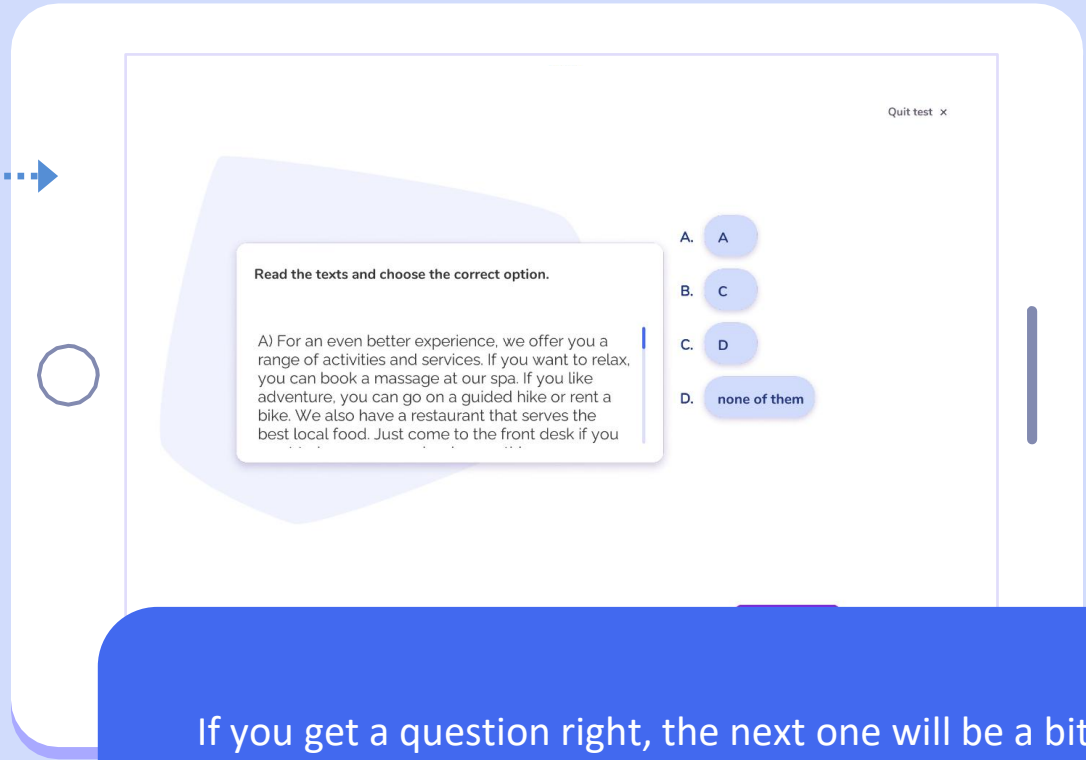 Quit test ×
Read the texts and choose the correct option.
A) For an even better experience, we offer you a
range of activities and services. If you want to relax,
you can book a massage at our spa. If you like
adventure, you can go on a guided hike or rent a
bike. We also have a restaurant that serves the
best local food. Just come to the front desk if you
A. A
B. C
C. D
D. none of them
If you get a question right, the next one will be a bit